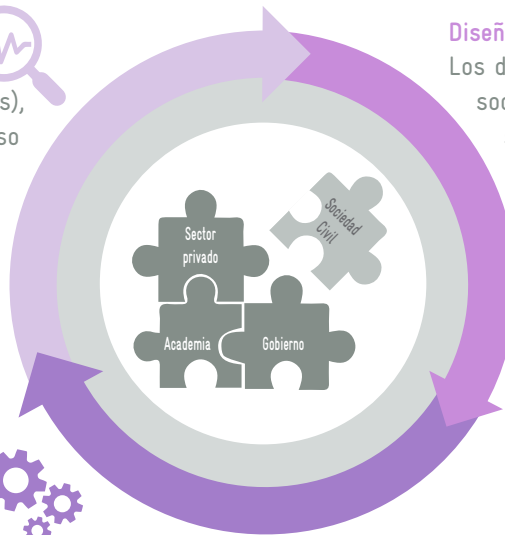 Diseñ
Los d
soc
s),
so
Sociedad
Civil
Sector
privado
Academia
Gobierno